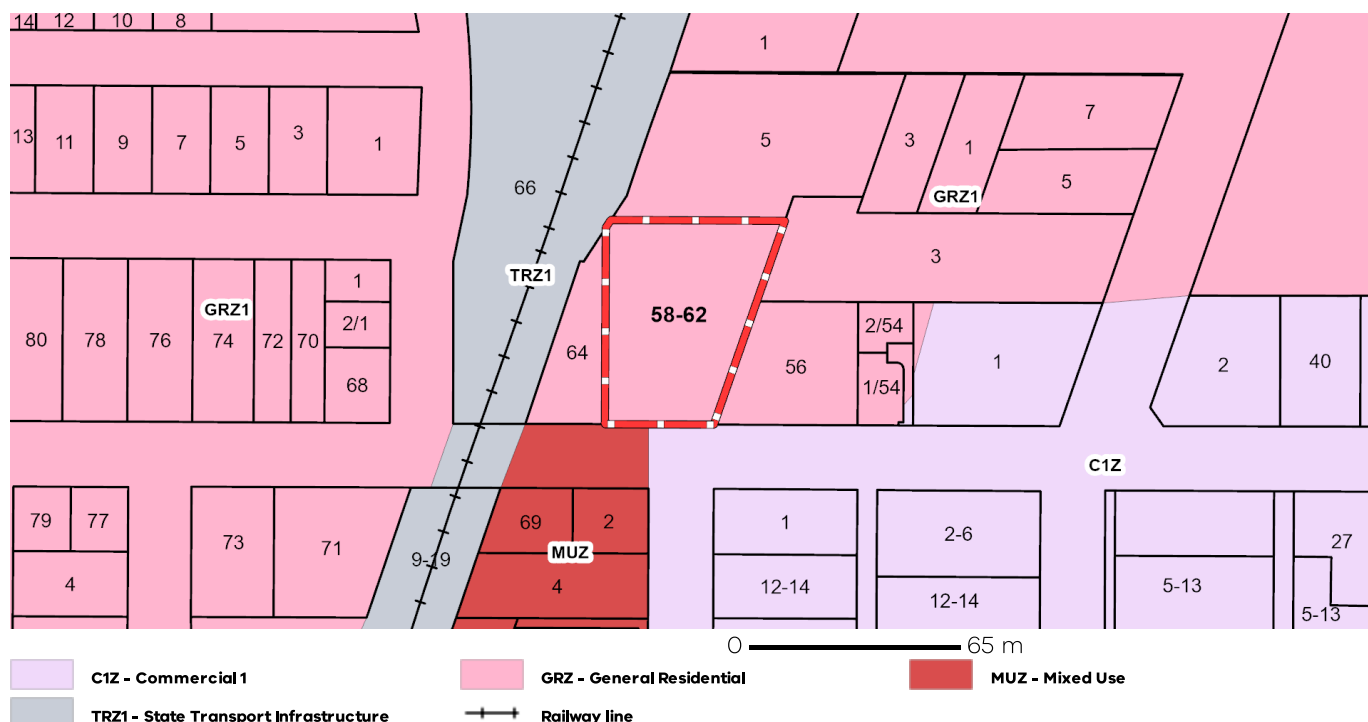 14 12 10 8
1
13 11 9 7 5 3 1
5 3 1 7
5
66
GRZ1
TRZ1
3
GRZ1
1
2/1
80 78 76 74 72 70 68
58-62
64
56
2/54
1/54
1
2
40
C1Z
79 77
4
73
71
9-19
69 2
MUZ
4
1
12-14
2-6
12-14
5-13
27
5-13
0 65 m
C1Z - Commercial 1
GRZ - General Residential
MUZ - Mixed Use
TRZ1 - State Transport Infrastructure
Railway line